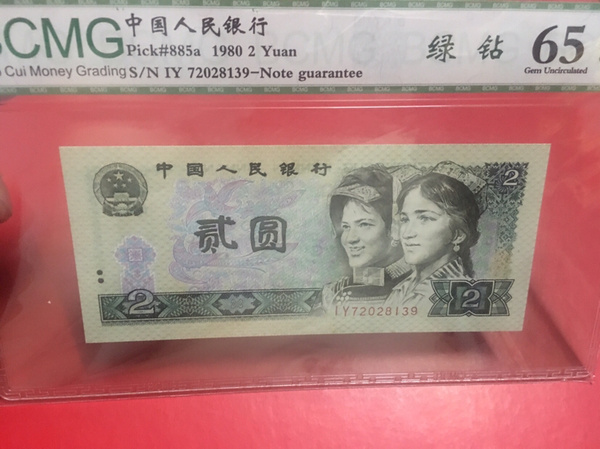 BCMG
中国人民银行
Pick#885a 1980 2 Yuan
Cui Money Grading
S/N IY 72028139-Note guarantee
绿 钻
65
Gem Uncirculated
中国人民银行
2
贰圆
2
IY72028139
2